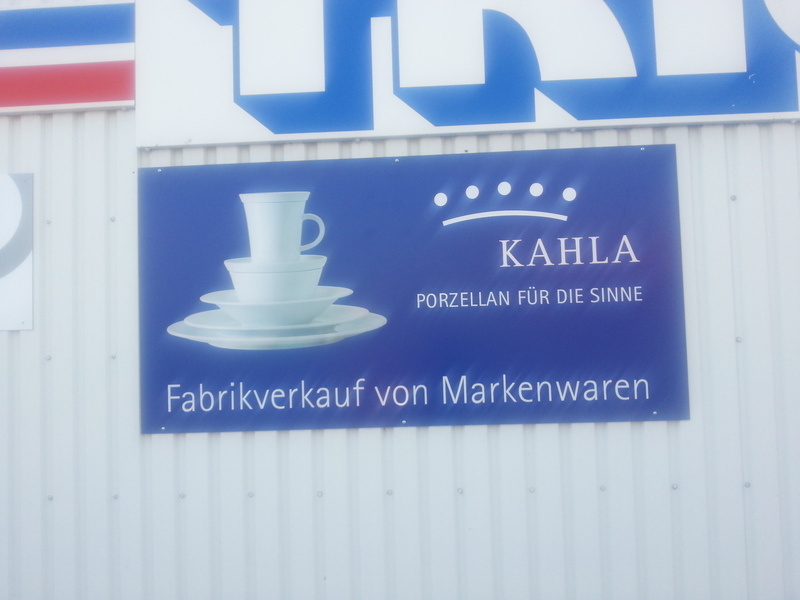 KAHLA
PORZELLAN FÜR DIE SINNE
Fabrikverkauf von Markenwaren